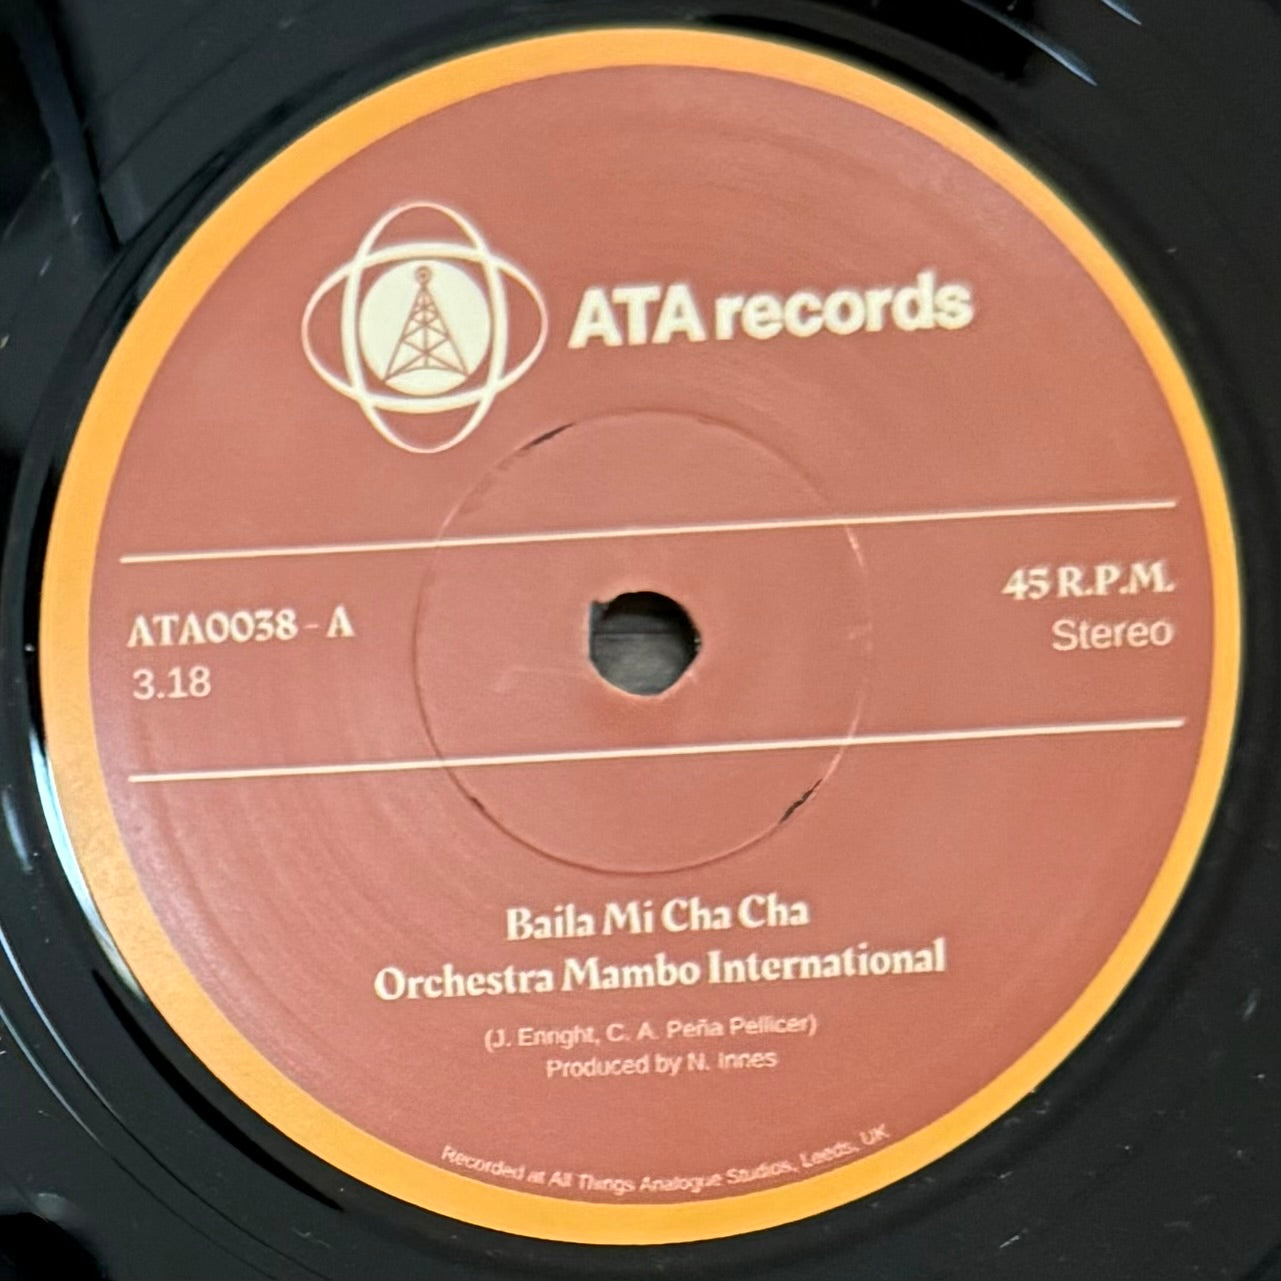 ATA records
ATA0038 - A
3.18
45 R.P.M.
Stereo
Baila Mi Cha Cha
Orchestra Mambo International
(J. Enright, C. A. Peña Pellicer)
Produced by N. Innes
Recorded at All Things Analogue Studios, Leeds, UK